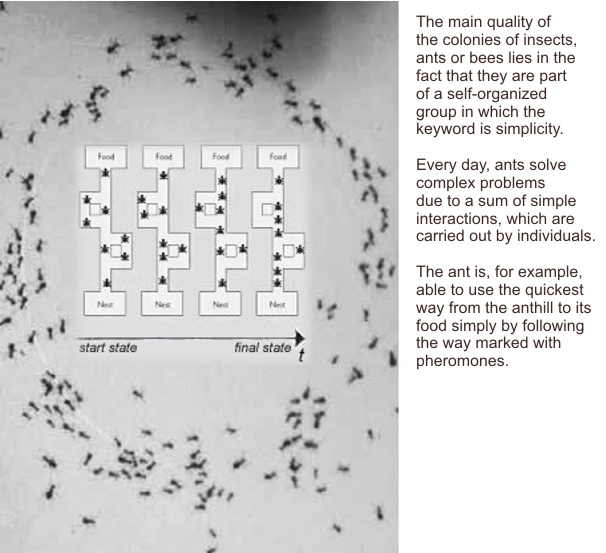 The main quality of
the colonies of insects,
ants or bees lies in the
fact that they are part
of a self-organized
group in which the
keyword is simplicity.
Every day, ants solve
complex problems
due to a sum of simple
interactions, which are
carried out by individuals.
The ant is, for example,
able to use the quickest
way from the anthill to its
food simply by following
the way marked with
pheromones.
Food Food Food Food
Nest Nest Nest Nest
start state final state t